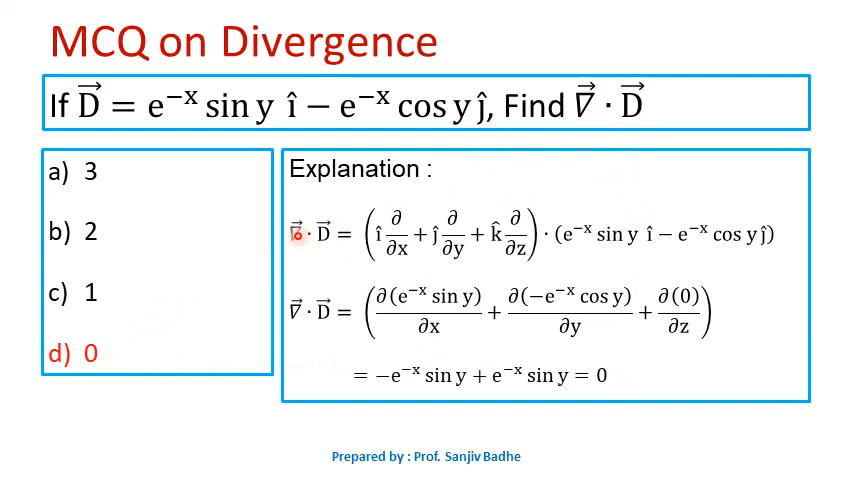 MCQ on Divergence
If D⃗ = e⁻ˣ sin y î − e⁻ˣ cos y ĵ, Find ∇⃗ · D⃗
a) 3
b) 2
c) 1
d) 0
Explanation :
∇⃗ · D⃗ = (î ∂/∂x + ĵ ∂/∂y + k̂ ∂/∂z) · (e⁻ˣ sin y î − e⁻ˣ cos y ĵ)
∇⃗ · D⃗ = (∂(e⁻ˣ sin y)/∂x + ∂(−e⁻ˣ cos y)/∂y + ∂(0)/∂z)
= −e⁻ˣ sin y + e⁻ˣ sin y = 0
Prepared by : Prof. Sanjiv Badhe